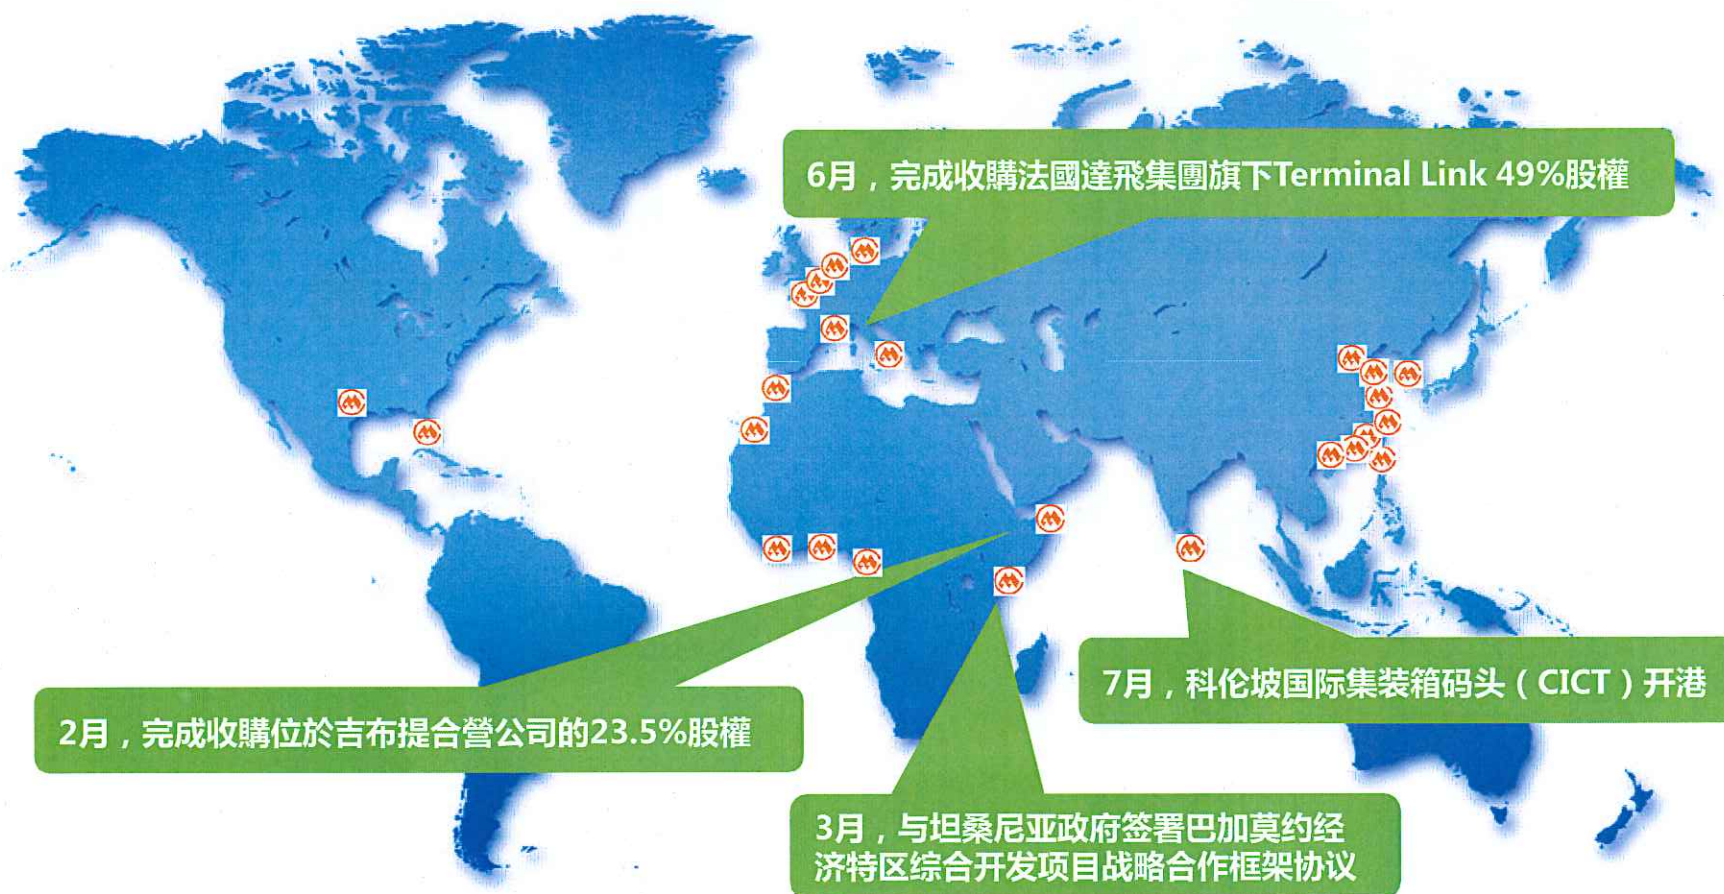 6月，完成收購法國達飛集團旗下Terminal Link 49%股權
7月，科伦坡国际集装箱码头（CICT）开港
2月，完成收購位於吉布提合營公司的23.5%股權
3月，与坦桑尼亚政府签署巴加莫约经
济特区综合开发项目战略合作框架协议